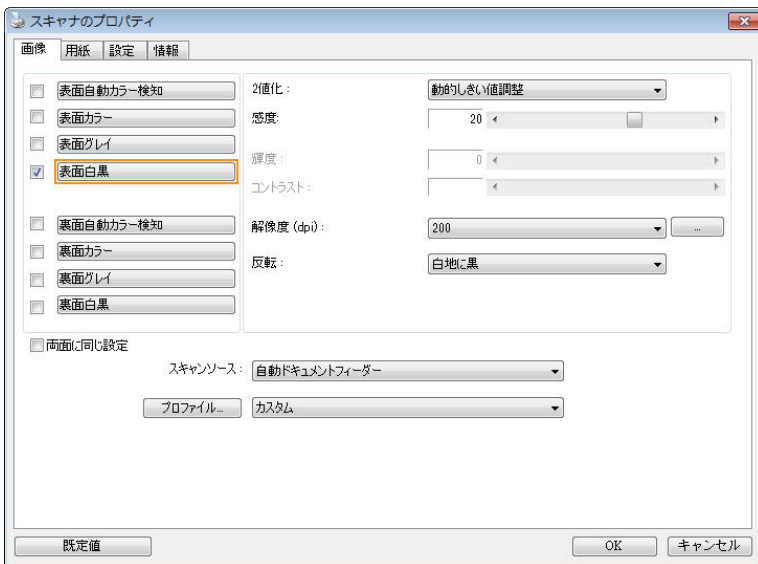 スキャナのプロパティ
画像 用紙 設定 情報
表面自動カラー検知
表面カラー
表面グレイ
表面白黒
裏面自動カラー検知
裏面カラー
裏面グレイ
裏面白黒
2値化： 動的しきい値調整
感度: 20
輝度： 0
コントラスト：
解像度 (dpi)： 200 ...
反転： 白地に黒
両面に同じ設定
スキャンソース： 自動ドキュメントフィーダー
プロファイル... カスタム
既定値 OK キャンセル